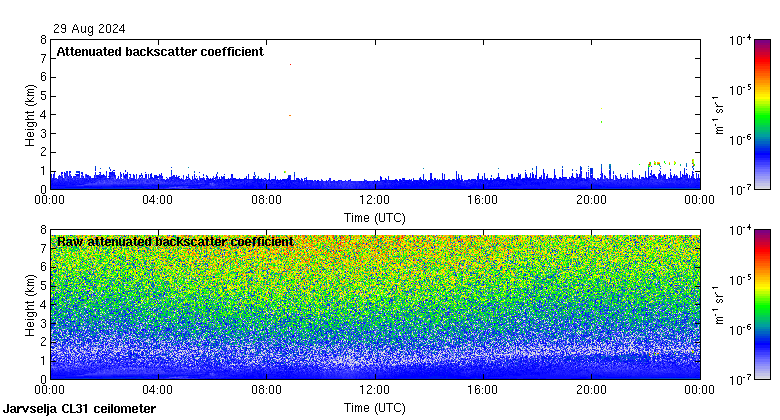 29 Aug 2024
Attenuated backscatter coefficient
8
7
6
5
4
3
2
1
0
Height (km)
00:00 04:00 08:00 12:00 16:00 20:00 00:00
Time (UTC)
10-4
10-5
10-6
10-7
m-1 sr-1
Raw attenuated backscatter coefficient
8
7
6
5
4
3
2
1
0
Height (km)
00:00 04:00 08:00 12:00 16:00 20:00 00:00
Time (UTC)
10-4
10-5
10-6
10-7
m-1 sr-1
Jarvselja CL31 ceilometer